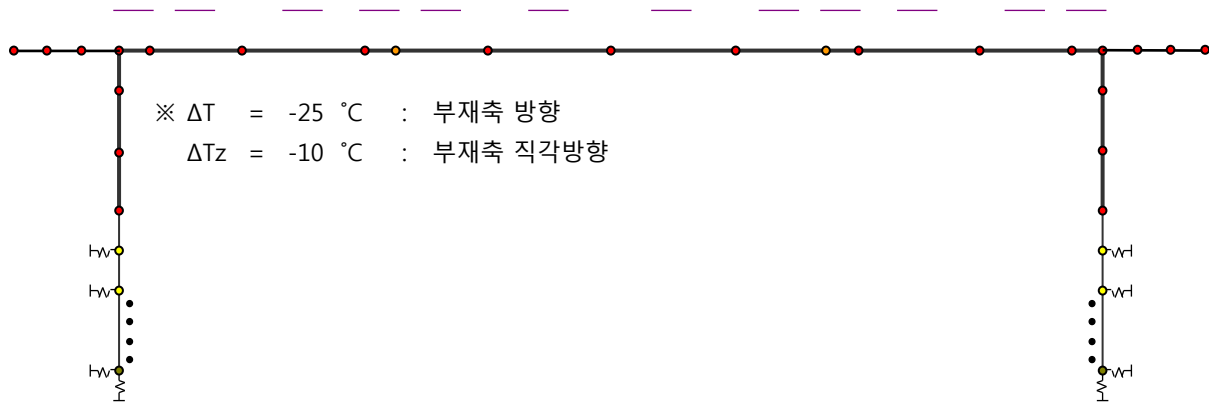 ※ ΔT = -25 ℃ : 부재축 방향
ΔTz = -10 ℃ : 부재축 직각방향